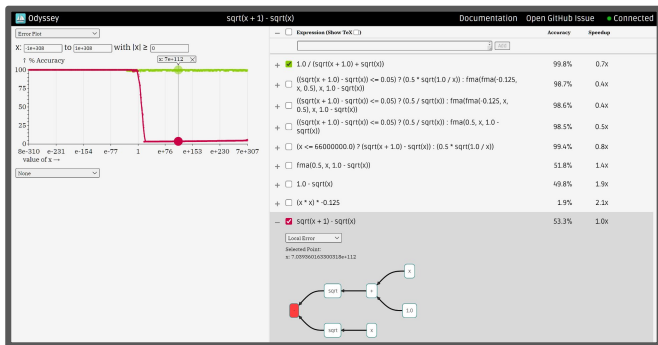 Odyssey
sqrt(x + 1) - sqrt(x)
Documentation Open GitHub Issue Connected
Error Plot
X: -1e+308 to 1e+308 with |x| ≥ 0
x: 7e+112 X
↑ % Accuracy
100
75
50
25
0
8e-310 e-231 e-154 e-77 1 e+76 e+153 e+230 7e+307
value of x →
None
Expression (Show TeX) Accuracy Speedup
ADD
+ 1.0 / (sqrt(x + 1.0) + sqrt(x)) 99.8% 0.7x
+ ((sqrt(x + 1.0) - sqrt(x)) <= 0.05) ? (0.5 * sqrt(1.0 / x)) : fma(fma(-0.125,
x, 0.5), x, 1.0 - sqrt(x)) 98.7% 0.4x
+ ((sqrt(x + 1.0) - sqrt(x)) <= 0.05) ? (0.5 / sqrt(x)) : fma(fma(-0.125, x,
0.5), x, 1.0 - sqrt(x)) 98.6% 0.4x
+ ((sqrt(x + 1.0) - sqrt(x)) <= 0.05) ? (0.5 / sqrt(x)) : fma(0.5, x, 1.0 -
sqrt(x)) 98.5% 0.5x
+ (x <= 66000000.0) ? (sqrt(x + 1.0) - sqrt(x)) : (0.5 * sqrt(1.0 / x)) 99.4% 0.8x
+ fma(0.5, x, 1.0 - sqrt(x)) 51.8% 1.4x
+ 1.0 - sqrt(x) 49.8% 1.9x
+ (x * x) * -0.125 1.9% 2.1x
− sqrt(x + 1) - sqrt(x) 53.3% 1.0x
Local Error
Selected Point:
x: 7.039360163300318e+112
x
sqrt +
1.0
sqrt x